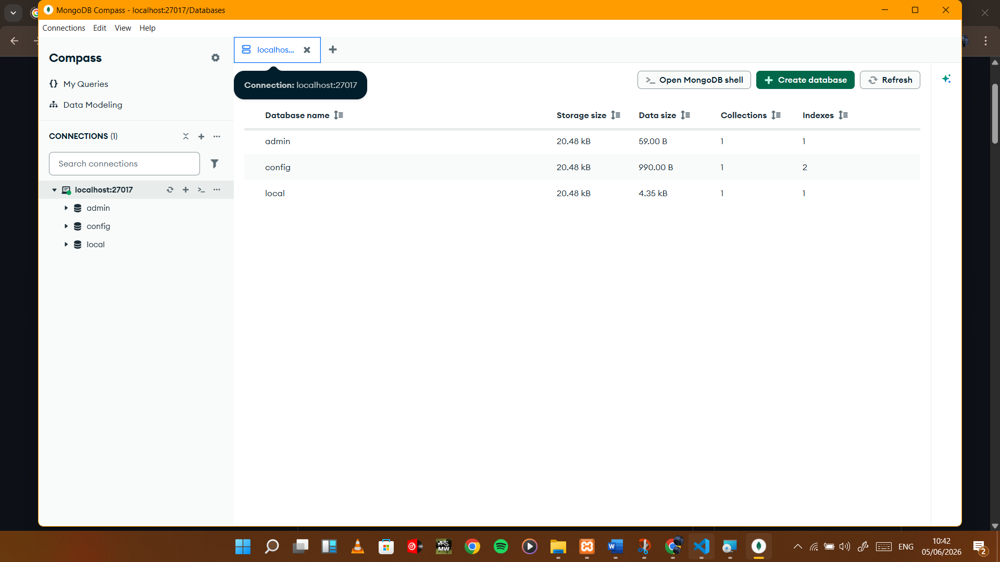 MongoDB Compass - localhost:27017/Databases
Connections Edit View Help
Compass
My Queries
Data Modeling
CONNECTIONS (1)
Search connections
localhost:27017
admin
config
local
localhos...
Connection: localhost:27017
Open MongoDB shell
Create database
Refresh
Database name Storage size Data size Collections Indexes
admin 20.48 kB 59.00 B 1 1
config 20.48 kB 990.00 B 1 2
local 20.48 kB 4.35 kB 1 1
MW
W
ENG
10:42
05/06/2026
2